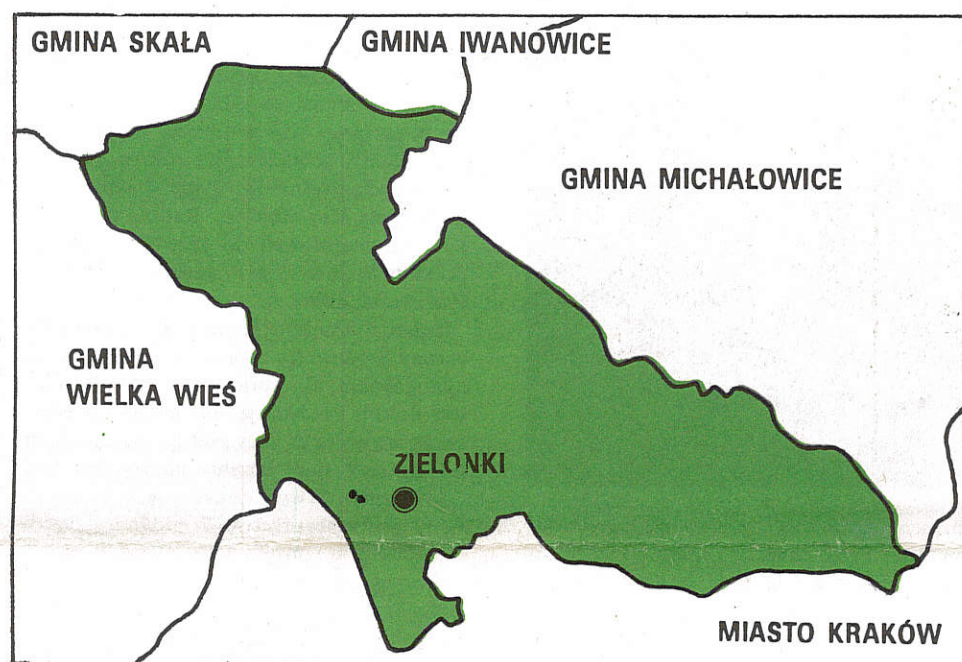 GMINA SKAŁA
GMINA IWANOWICE
GMINA MICHAŁOWICE
GMINA
WIELKA WIEŚ
ZIELONKI
MIASTO KRAKÓW